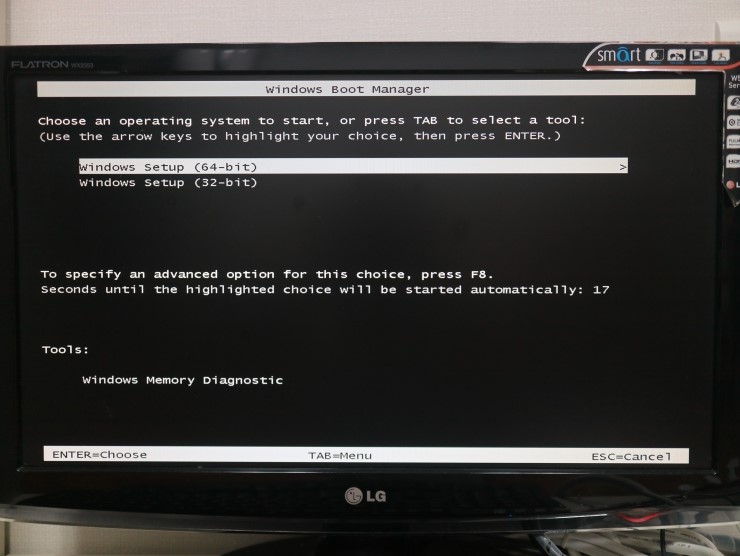 FLATRON
smart
Windows Boot Manager
Choose an operating system to start, or press TAB to select a tool:
(Use the arrow keys to highlight your choice, then press ENTER.)
Windows Setup (64-bit) >
Windows Setup (32-bit)
To specify an advanced option for this choice, press F8.
Seconds until the highlighted choice will be started automatically: 17
Tools:
Windows Memory Diagnostic
ENTER=Choose TAB=Menu ESC=Cancel
LG